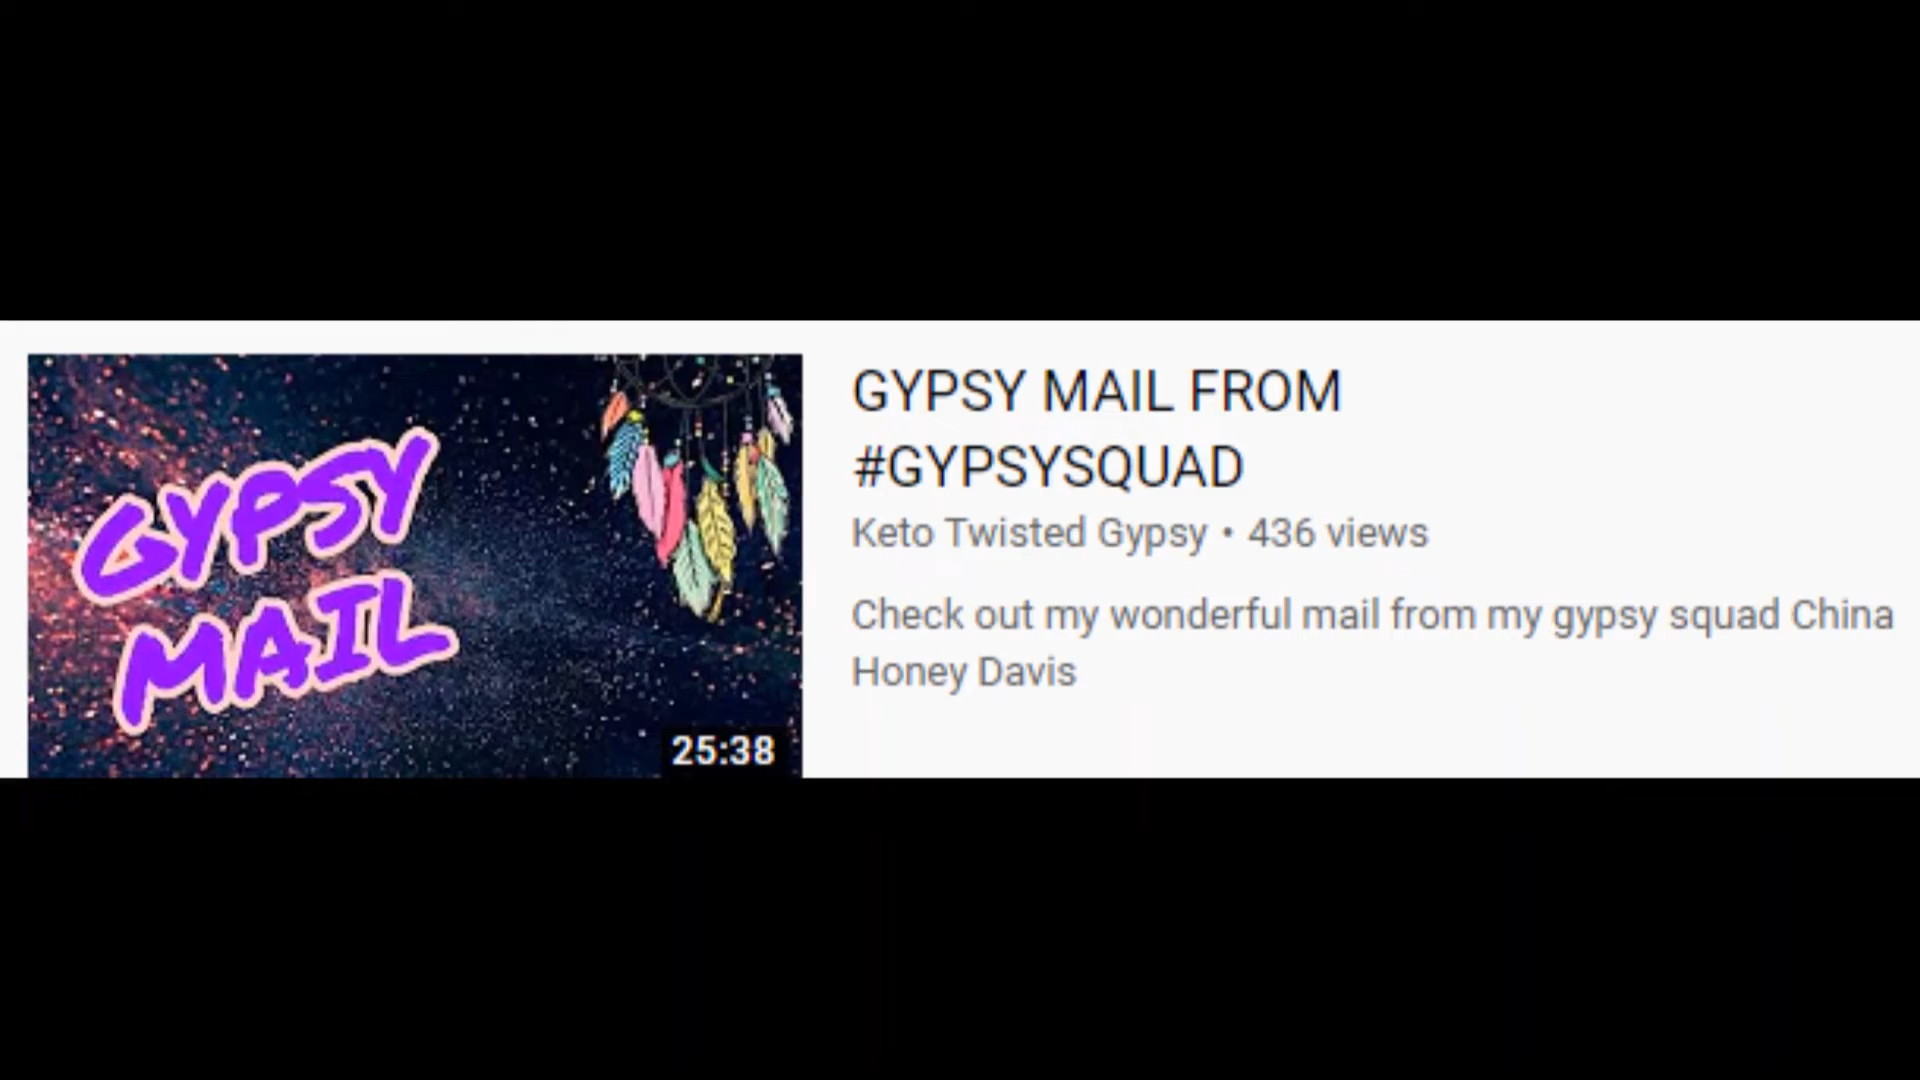 GYPSY
MAIL
25:38
GYPSY MAIL FROM
#GYPSYSQUAD
Keto Twisted Gypsy • 436 views
Check out my wonderful mail from my gypsy squad China
Honey Davis